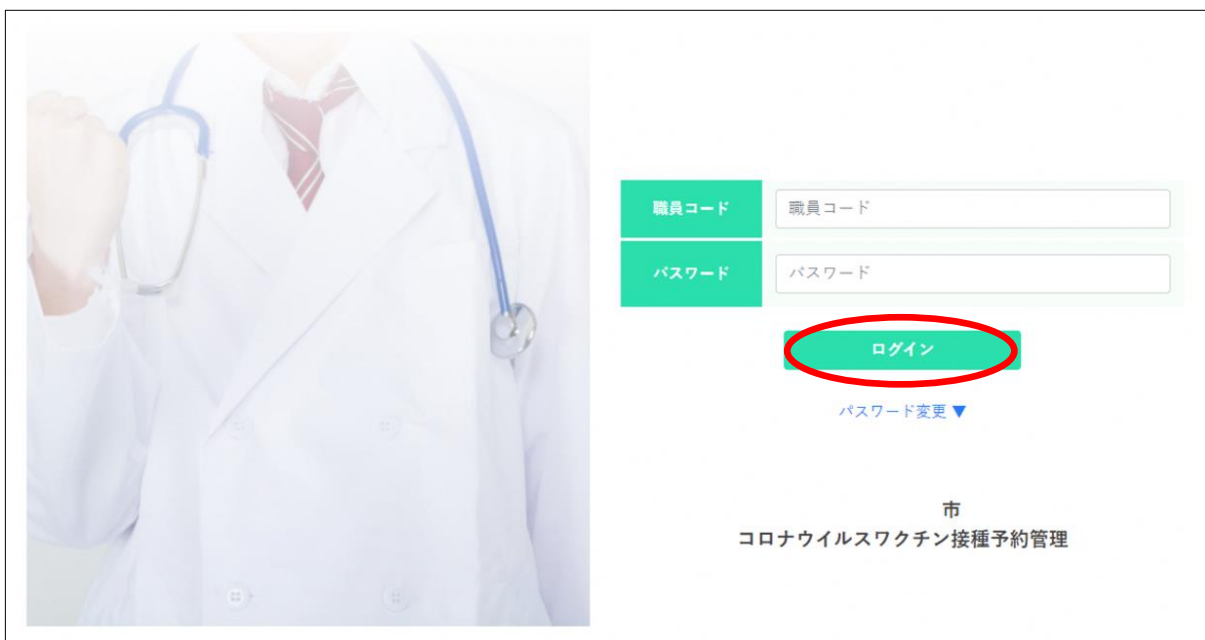 職員コード 職員コード
パスワード パスワード
ログイン
パスワード変更 ▼
市
コロナウイルスワクチン接種予約管理